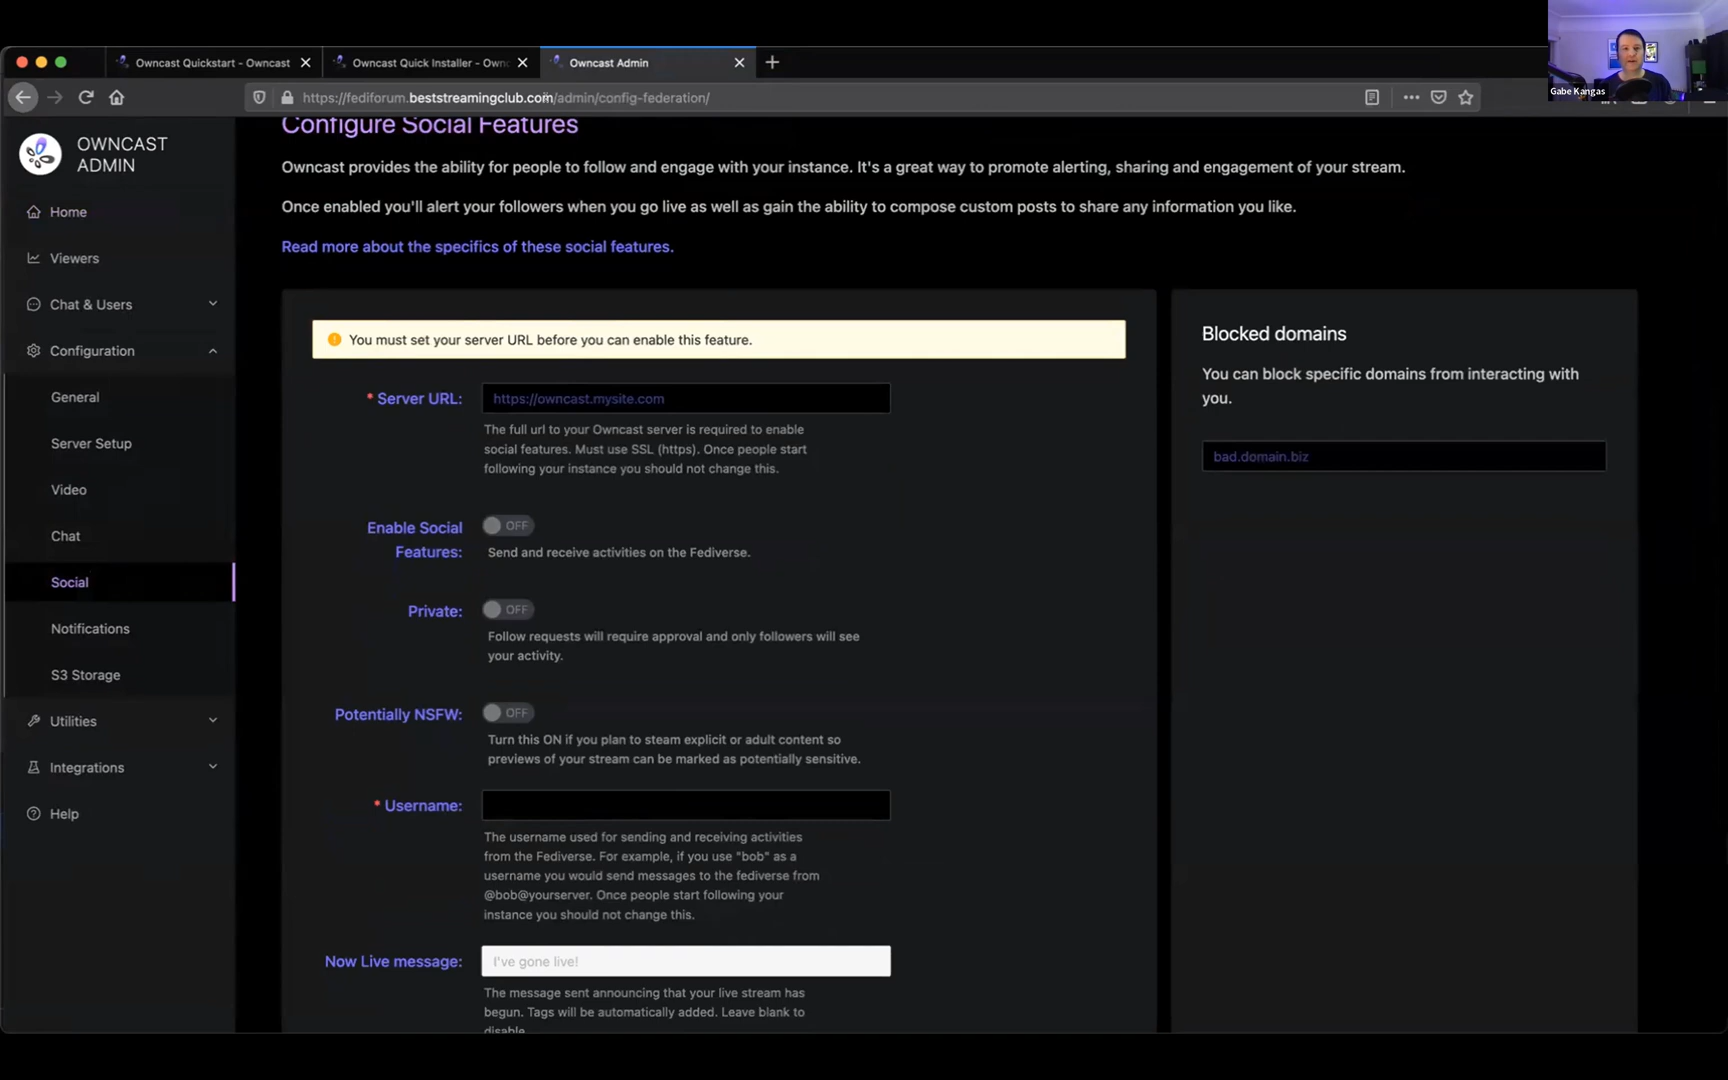 Owncast Quickstart - Owncast
Owncast Quick Installer - Ownc
Owncast Admin
https://fediforum.beststreamingclub.com/admin/config-federation/
Gabe Kangas
OWNCAST
ADMIN
Home
Viewers
Chat & Users
Configuration
General
Server Setup
Video
Chat
Social
Notifications
S3 Storage
Utilities
Integrations
Help
Configure Social Features
Owncast provides the ability for people to follow and engage with your instance. It's a great way to promote alerting, sharing and engagement of your stream.
Once enabled you'll alert your followers when you go live as well as gain the ability to compose custom posts to share any information you like.
Read more about the specifics of these social features.
You must set your server URL before you can enable this feature.
* Server URL:
https://owncast.mysite.com
The full url to your Owncast server is required to enable
social features. Must use SSL (https). Once people start
following your instance you should not change this.
Enable Social
Features:
OFF
Send and receive activities on the Fediverse.
Private:
OFF
Follow requests will require approval and only followers will see
your activity.
Potentially NSFW:
OFF
Turn this ON if you plan to steam explicit or adult content so
previews of your stream can be marked as potentially sensitive.
* Username:
The username used for sending and receiving activities
from the Fediverse. For example, if you use "bob" as a
username you would send messages to the fediverse from
@bob@yourserver. Once people start following your
instance you should not change this.
Now Live message:
I've gone live!
The message sent announcing that your live stream has
begun. Tags will be automatically added. Leave blank to
disable.
Blocked domains
You can block specific domains from interacting with
you.
bad.domain.biz